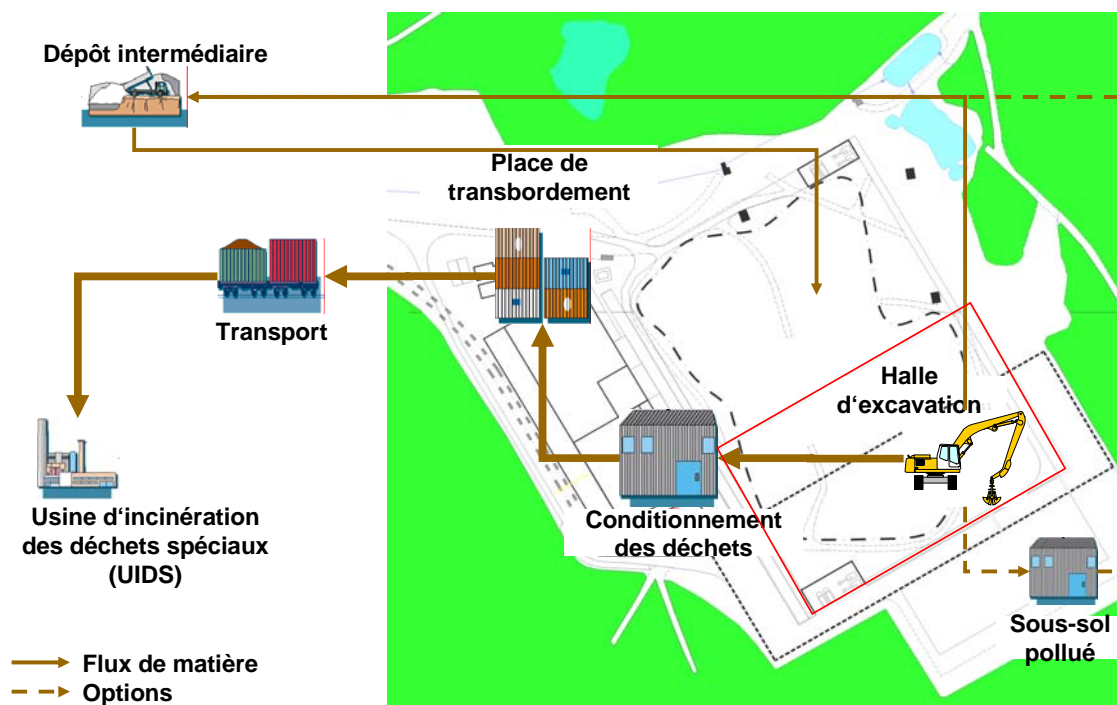 Dépôt intermédiaire
Place de
transbordement
Transport
Halle
d‘excavation
Conditionnement
des déchets
Usine d‘incinération
des déchets spéciaux
(UIDS)
Sous-sol
pollué
Flux de matière
Options